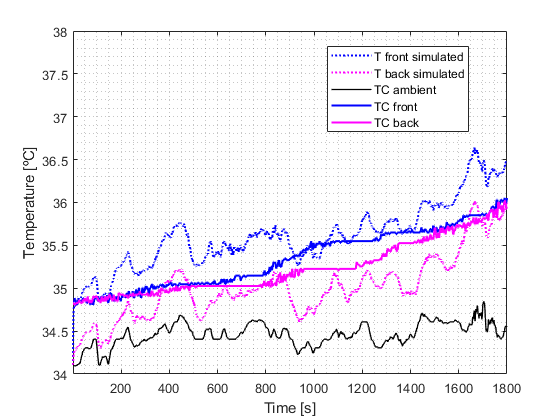 38
37.5
37
36.5
36
35.5
35
34.5
34
Temperature [ºC]
T front simulated
T back simulated
TC ambient
TC front
TC back
200 400 600 800 1000 1200 1400 1600 1800
Time [s]